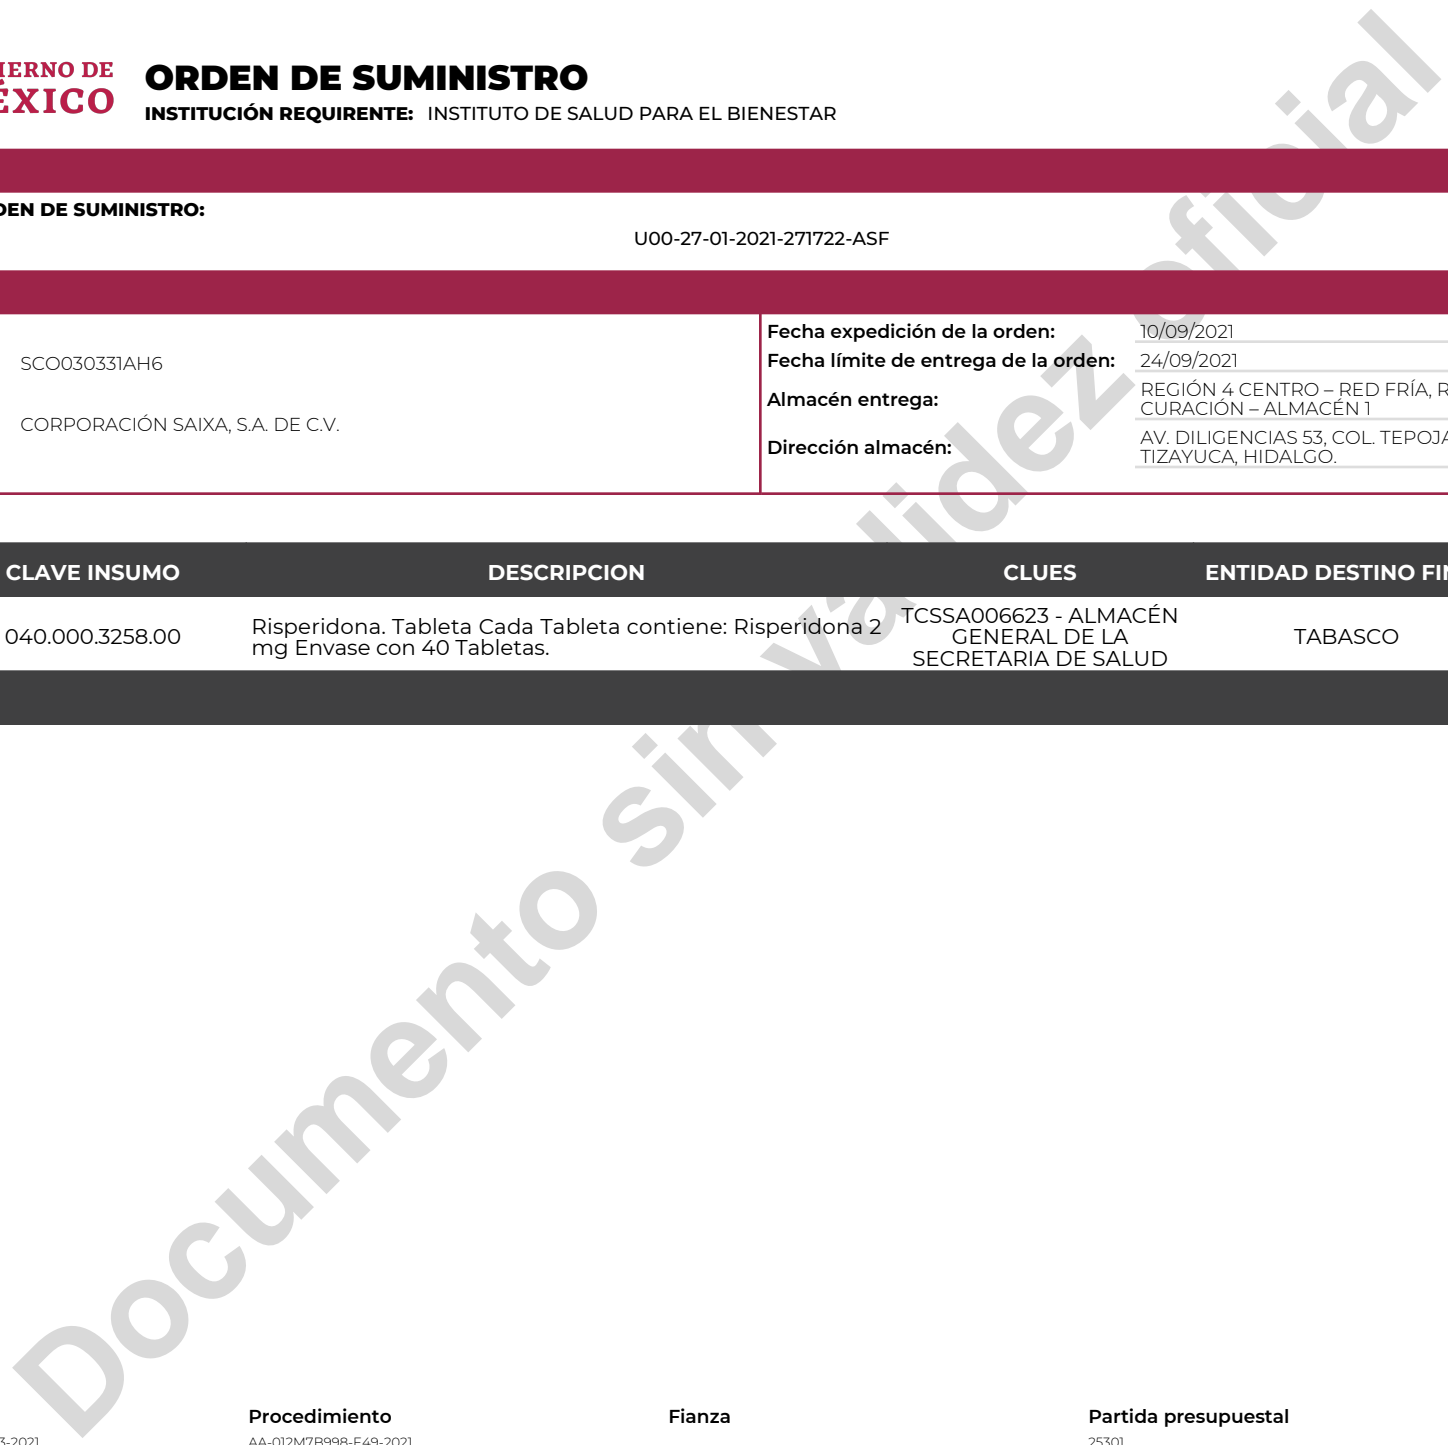 ORDEN DE SUMINISTRO
INSTITUCIÓN REQUIRENTE: INSTITUTO DE SALUD PARA EL BIENESTAR
DE
DE SUMINISTRO:
U00-27-01-2021-271722-ASF
SCO030331AH6
CORPORACIÓN SAIXA, S.A. DE C.V.
Fecha expedición de la orden: 10/09/2021
Fecha límite de entrega de la orden: 24/09/2021
Almacén entrega: REGIÓN 4 CENTRO – RED FRÍA,
CURACIÓN – ALMACÉN 1
Dirección almacén: AV. DILIGENCIAS 53, COL.
TIZAYUCA, HIDALGO.
CLAVE INSUMO DESCRIPCION CLUES ENTIDAD DESTINO
040.000.3258.00
Risperidona. Tableta Cada Tableta contiene: Risperidona 2
mg Envase con 40 Tabletas.
TCSSA006623 - ALMACÉN
GENERAL DE LA
SECRETARIA DE SALUD
TABASCO
Documento sin validez oficial
Procedimiento Fianza Partida presupuestal
AA-012M7B998-E49-2021 25301